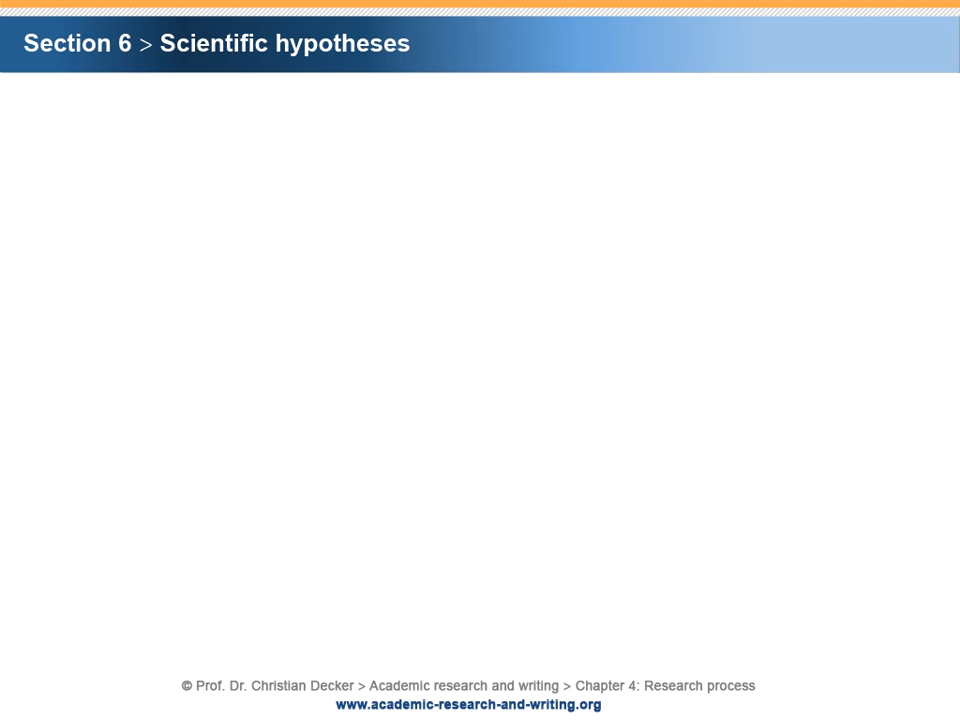 Section 6 > Scientific hypotheses
© Prof. Dr. Christian Decker > Academic research and writing > Chapter 4: Research process
www.academic-research-and-writing.org